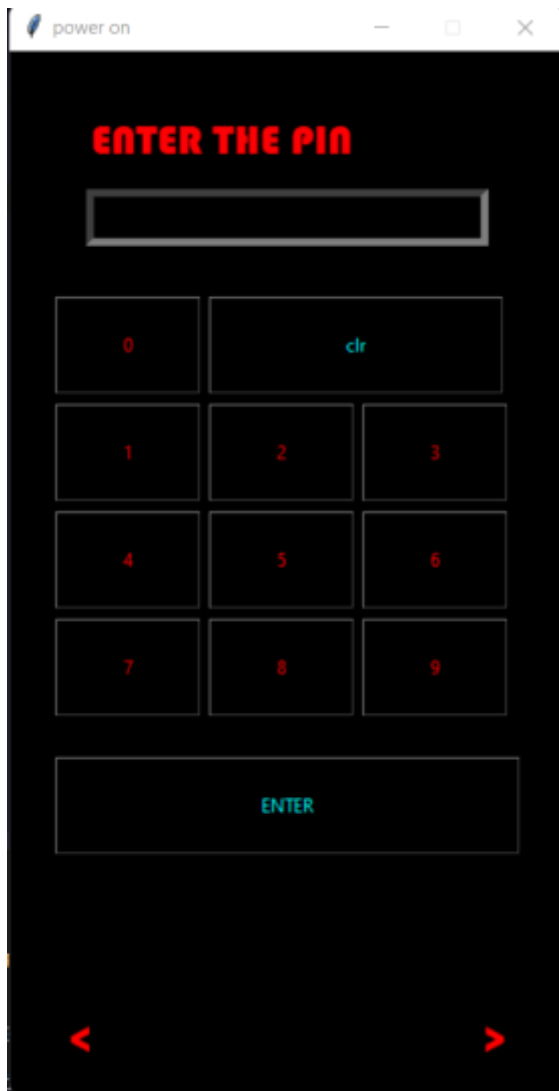 power on
ENTER THE PIN
0 clr
1 2 3
4 5 6
7 8 9
ENTER
< >